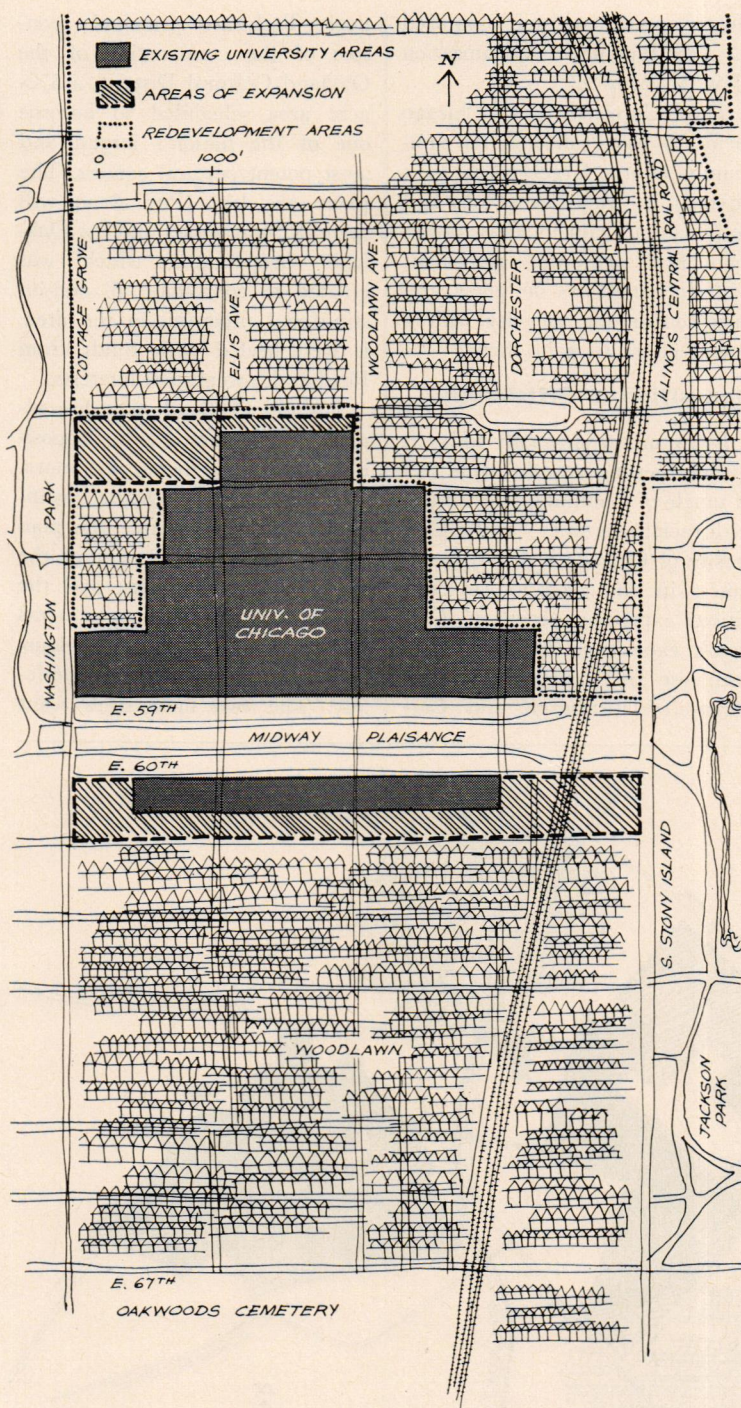 EXISTING UNIVERSITY AREAS
N
AREAS OF EXPANSION
REDEVELOPMENT AREAS
0 1000'
COTTAGE GROVE
ELLIS AVE.
WOODLAWN AVE.
DORCHESTER
ILLINOIS CENTRAL RAILROAD
WASHINGTON PARK
UNIV. OF
CHICAGO
E. 59TH
MIDWAY PLAISANCE
E. 60TH
S. STONY ISLAND
WOODLAWN
JACKSON
PARK
E. 67TH
OAKWOODS CEMETERY